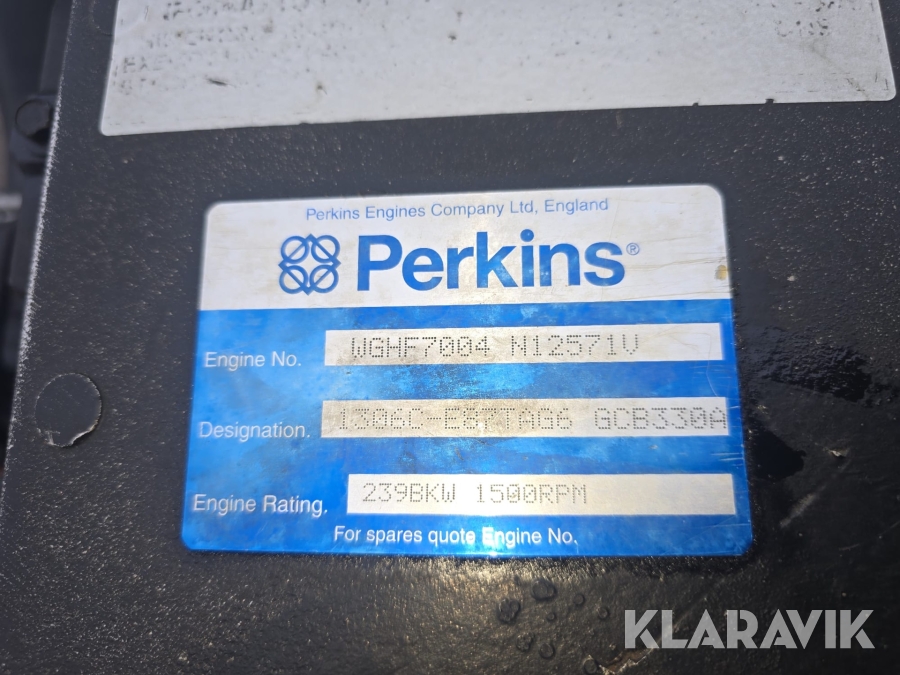 Perkins Engines Company Ltd, England
Perkins®
Engine No. WGHF7004 N12571V
Designation. 1306C E87TAG6 GCB330A
Engine Rating. 239BKW 1500RPM
For spares quote Engine No.
KLARAVIK